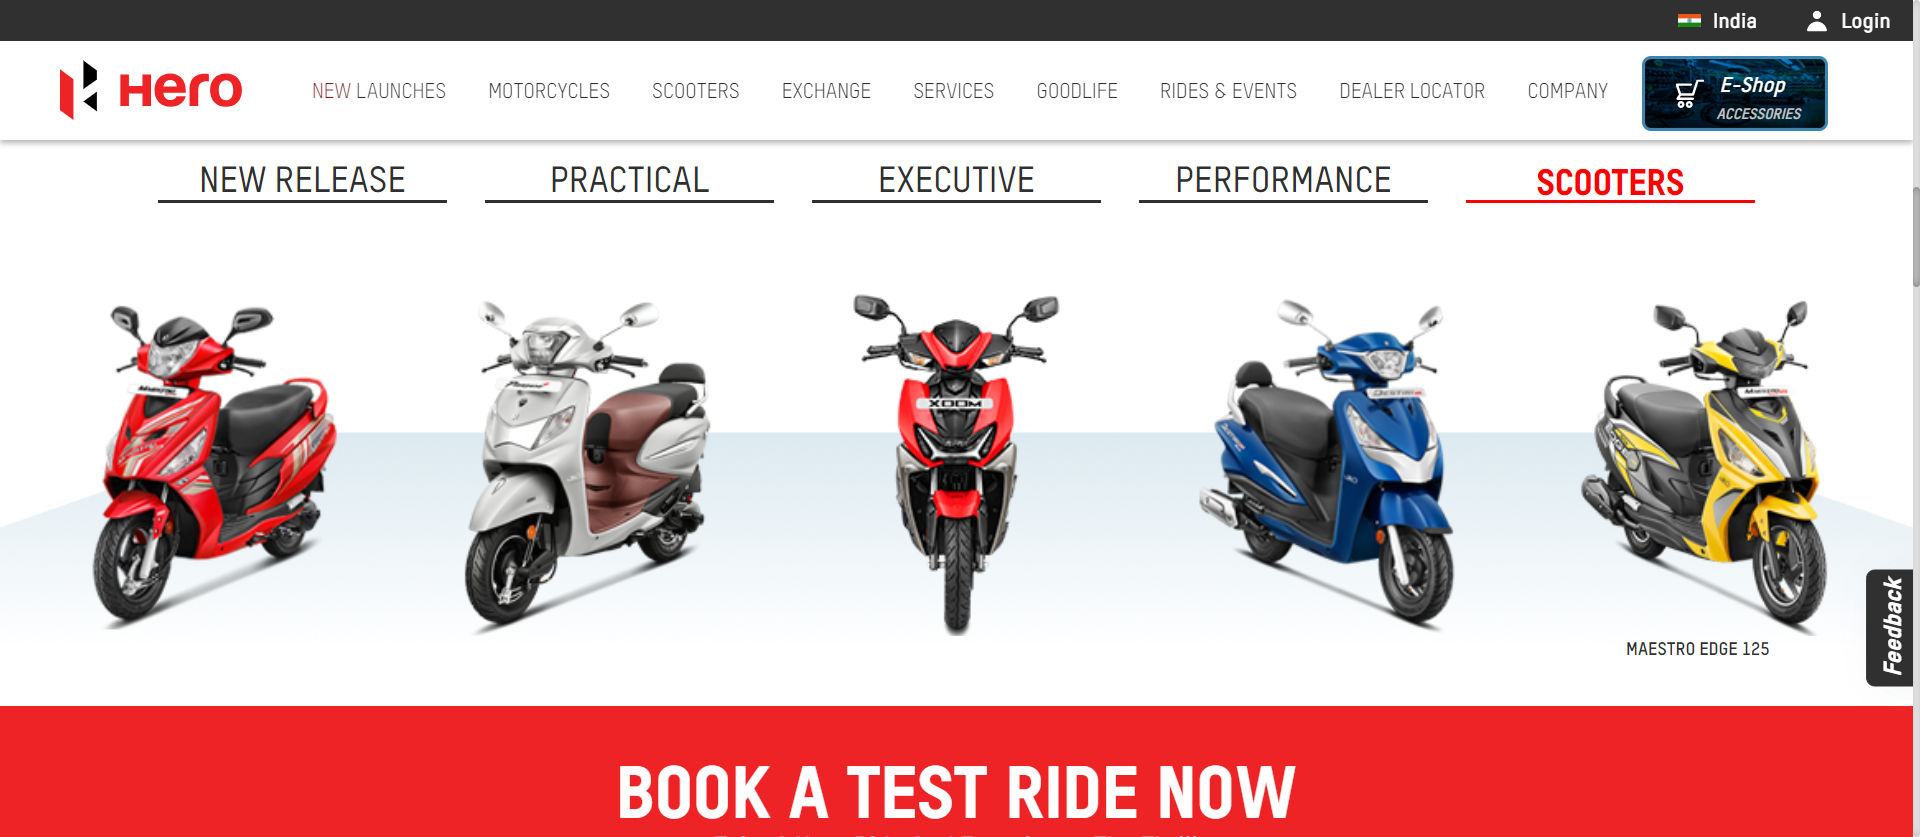 India
Login
Hero
NEW LAUNCHES
MOTORCYCLES
SCOOTERS
EXCHANGE
SERVICES
GOODLIFE
RIDES & EVENTS
DEALER LOCATOR
COMPANY
E-Shop
ACCESSORIES
NEW RELEASE
PRACTICAL
EXECUTIVE
PERFORMANCE
SCOOTERS
XOOM
MAESTRO EDGE 125
Feedback
BOOK A TEST RIDE NOW